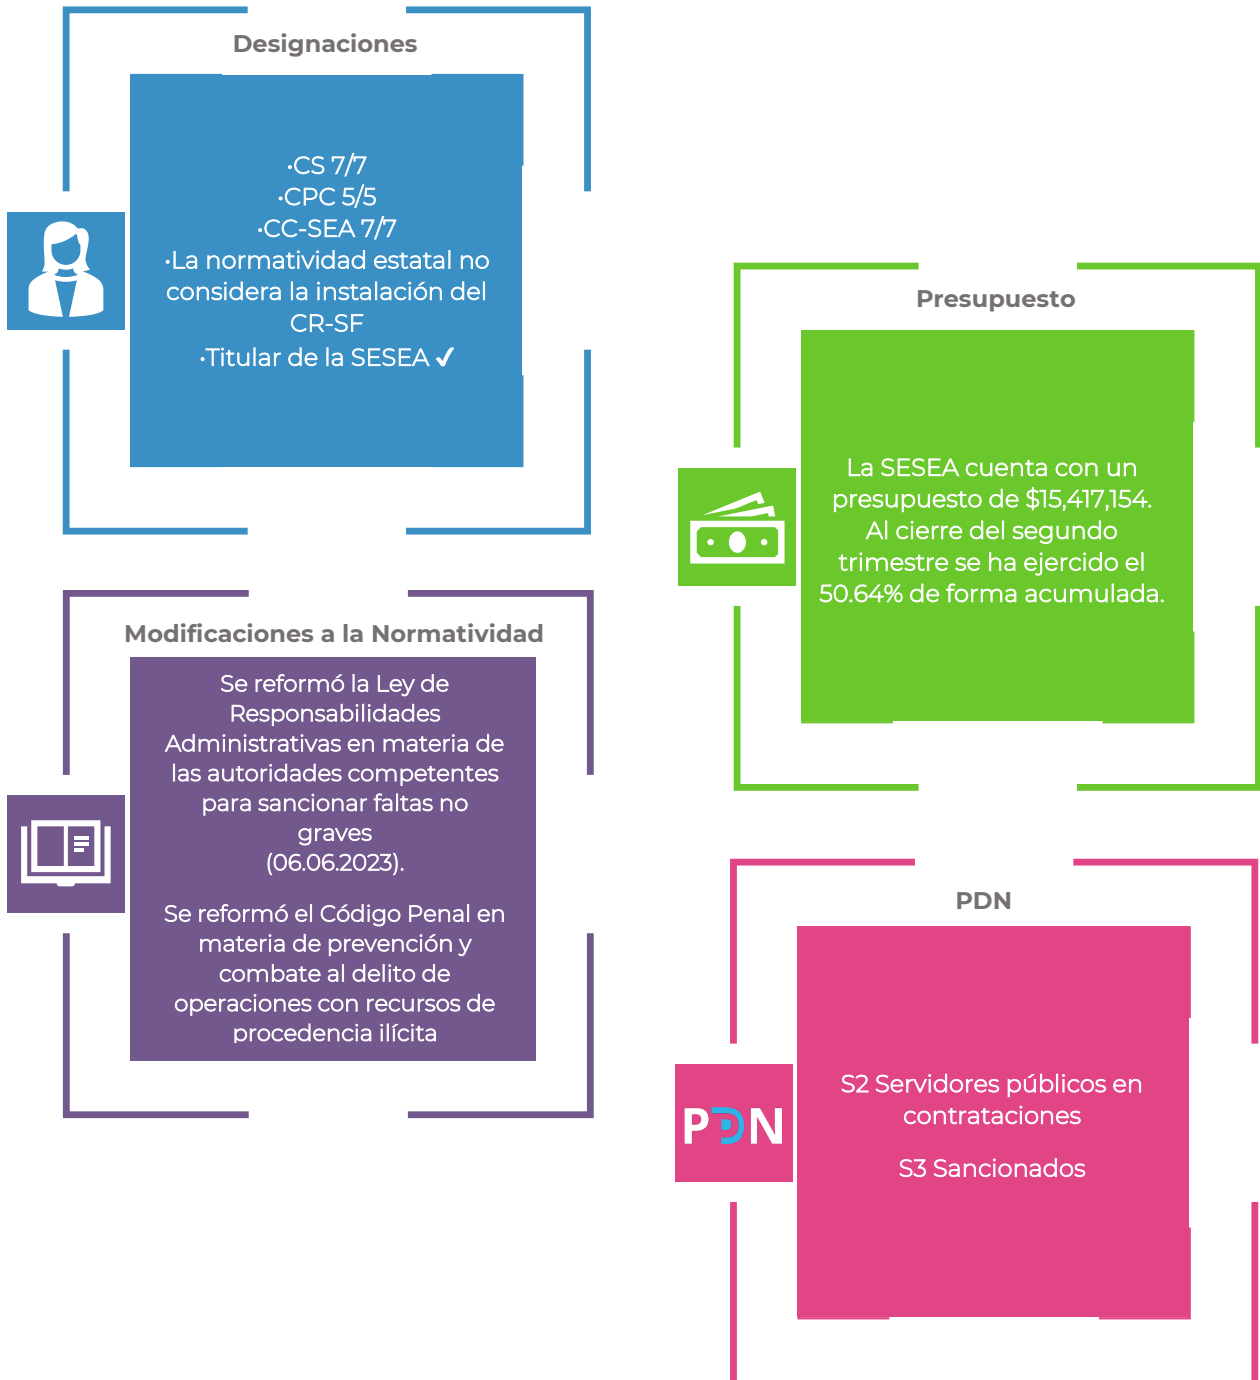 Designaciones
•CS 7/7
•CPC 5/5
•CC-SEA 7/7
•La normatividad estatal no
considera la instalación del
CR-SF
•Titular de la SESEA ✔
Modificaciones a la Normatividad
Se reformó la Ley de
Responsabilidades
Administrativas en materia de
las autoridades competentes
para sancionar faltas no
graves
(06.06.2023).
Se reformó el Código Penal en
materia de prevención y
combate al delito de
operaciones con recursos de
procedencia ilícita
Presupuesto
La SESEA cuenta con un
presupuesto de $15,417,154.
Al cierre del segundo
trimestre se ha ejercido el
50.64% de forma acumulada.
PDN
PDN
S2 Servidores públicos en
contrataciones
S3 Sancionados